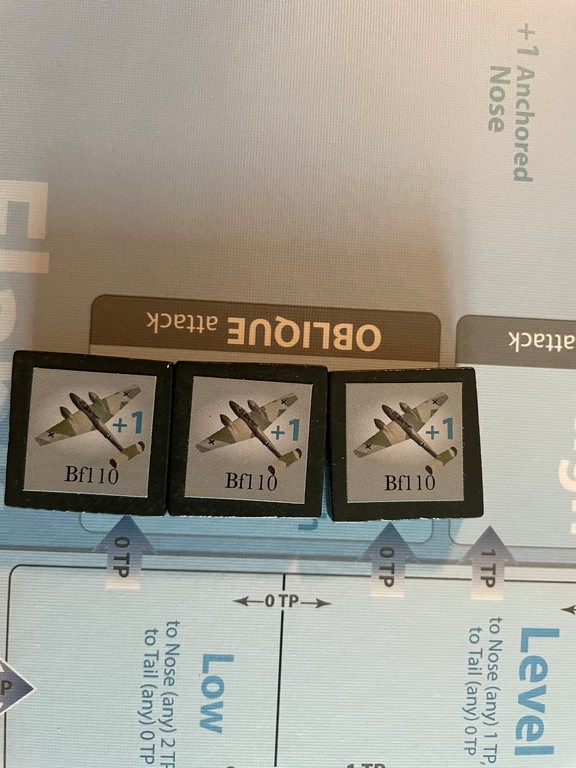 +1 Anchored
Nose
OBLIQUE attack
+1
Bf110
+1
Bf110
+1
Bf110
0 TP
0 TP
1 TP
0 TP
Low
to Nose (any) 2 TP
to Tail (any) 0 TP
Level
to Nose (any) 1 TP,
to Tail (any) 0 TP
1 TP